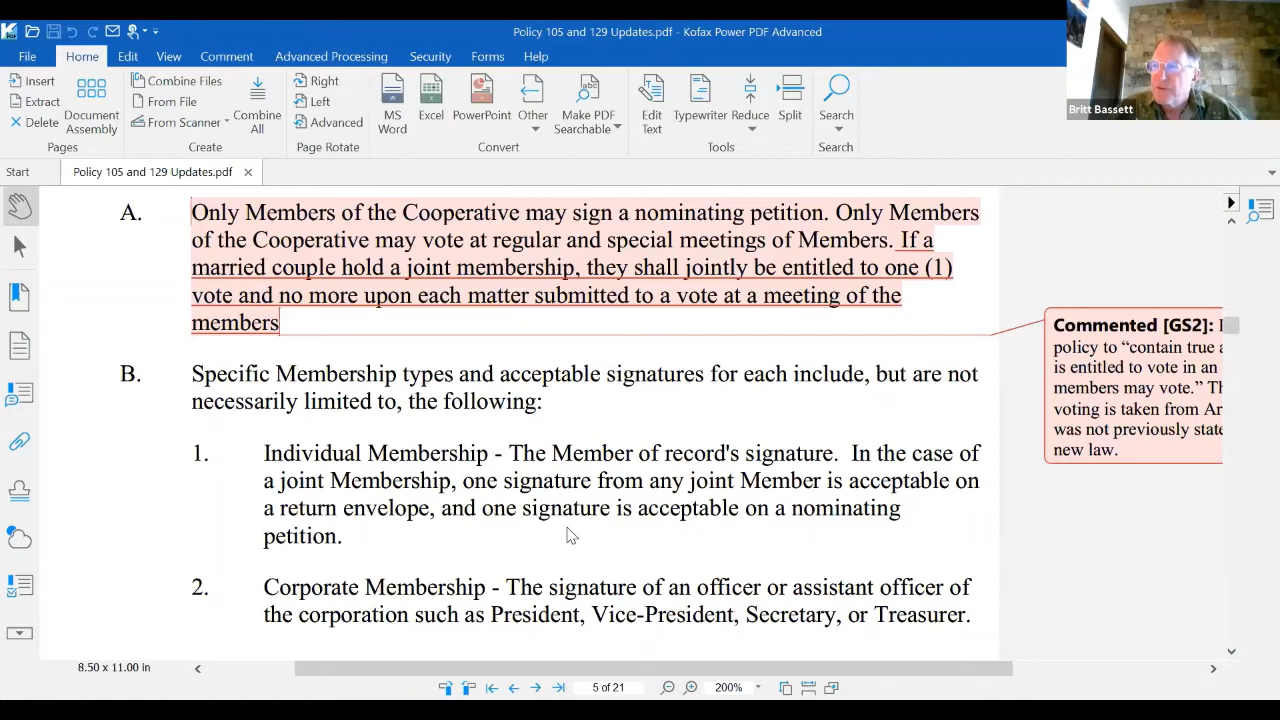 Policy 105 and 129 Updates.pdf - Kofax Power PDF Advanced
File Home Edit View Comment Advanced Processing Security Forms Help
Insert
Extract
Delete
Document Assembly
Pages
Combine Files
From File
From Scanner
Combine All
Create
Right
Left
Advanced
Page Rotate
MS Word
Excel
PowerPoint
Other
Make PDF Searchable
Convert
Edit Text
Typewriter
Reduce
Split
Tools
Search
Search
Britt Bassett
Start
Policy 105 and 129 Updates.pdf
A. Only Members of the Cooperative may sign a nominating petition. Only Members
of the Cooperative may vote at regular and special meetings of Members. If a
married couple hold a joint membership, they shall jointly be entitled to one (1)
vote and no more upon each matter submitted to a vote at a meeting of the
members
Commented [GS2]:
policy to “contain true a
is entitled to vote in an
members may vote.” Th
voting is taken from Ar
was not previously state
new law.
B. Specific Membership types and acceptable signatures for each include, but are not
necessarily limited to, the following:
1. Individual Membership - The Member of record's signature. In the case of
a joint Membership, one signature from any joint Member is acceptable on
a return envelope, and one signature is acceptable on a nominating
petition.
2. Corporate Membership - The signature of an officer or assistant officer of
the corporation such as President, Vice-President, Secretary, or Treasurer.
8.50 x 11.00 in
5 of 21
200%